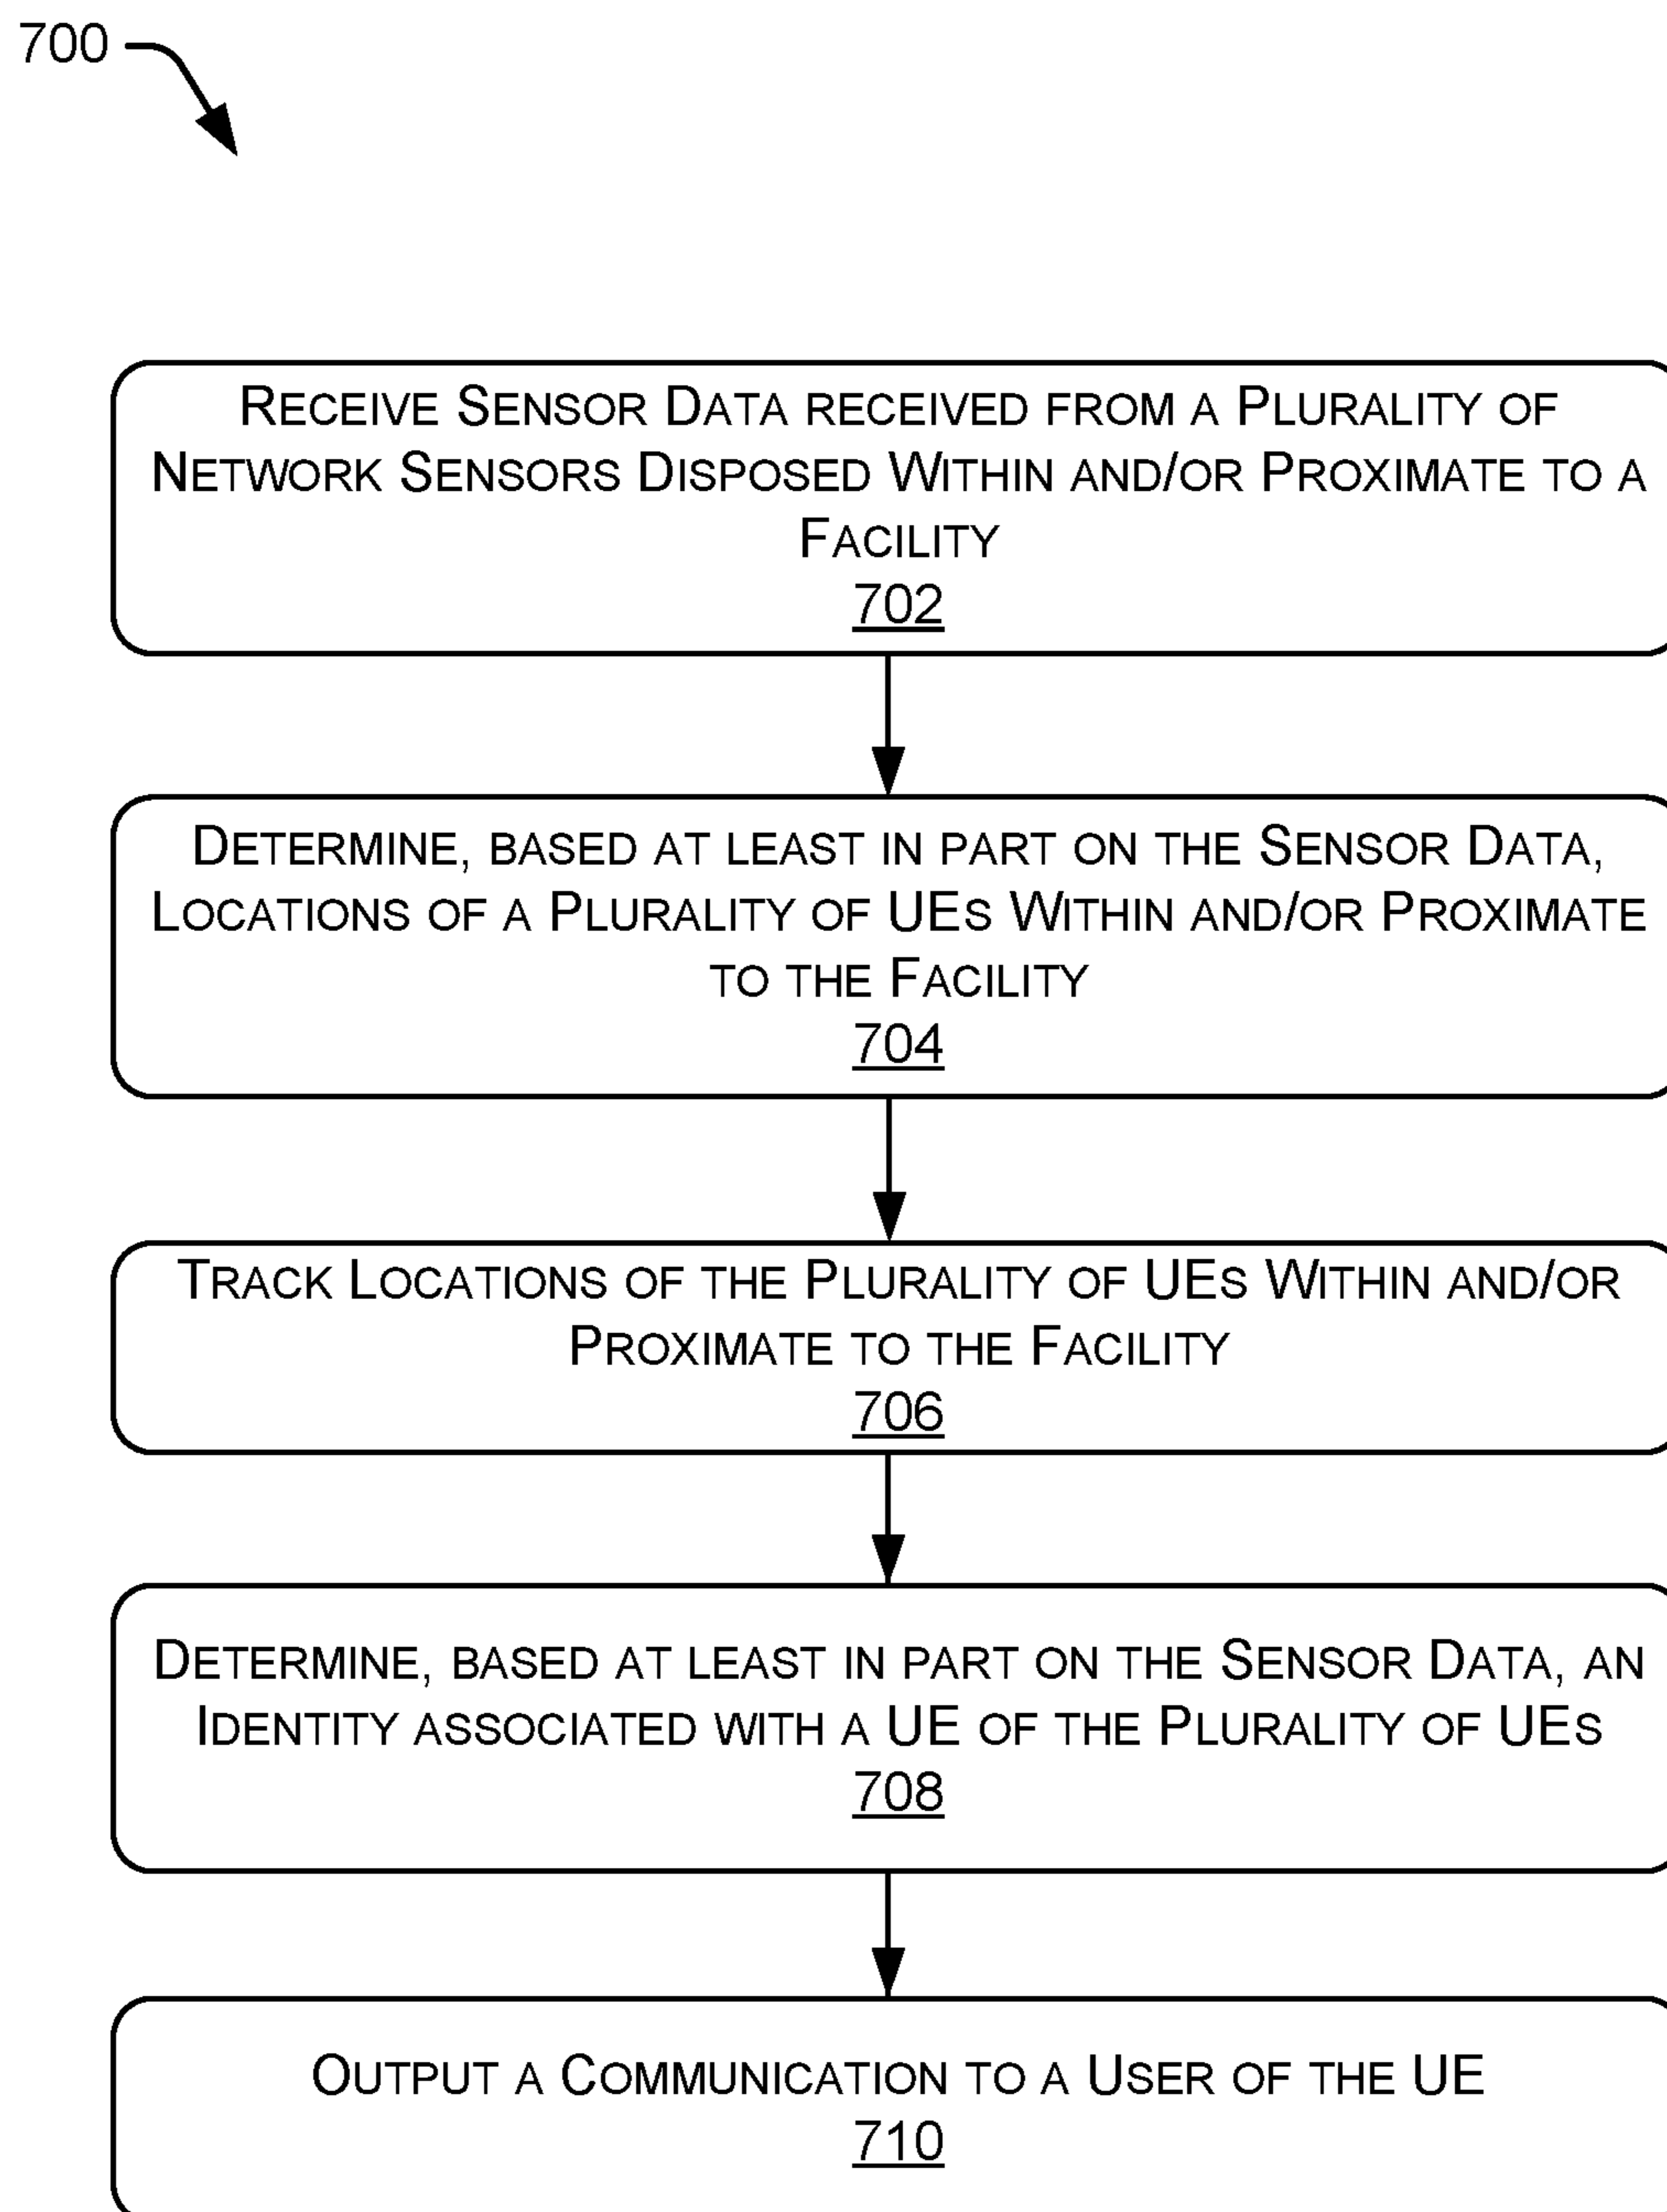 700
RECEIVE SENSOR DATA RECEIVED FROM A PLURALITY OF
NETWORK SENSORS DISPOSED WITHIN AND/OR PROXIMATE TO A
FACILITY
702
DETERMINE, BASED AT LEAST IN PART ON THE SENSOR DATA,
LOCATIONS OF A PLURALITY OF UES WITHIN AND/OR PROXIMATE
TO THE FACILITY
704
TRACK LOCATIONS OF THE PLURALITY OF UES WITHIN AND/OR
PROXIMATE TO THE FACILITY
706
DETERMINE, BASED AT LEAST IN PART ON THE SENSOR DATA, AN
IDENTITY ASSOCIATED WITH A UE OF THE PLURALITY OF UES
708
OUTPUT A COMMUNICATION TO A USER OF THE UE
710